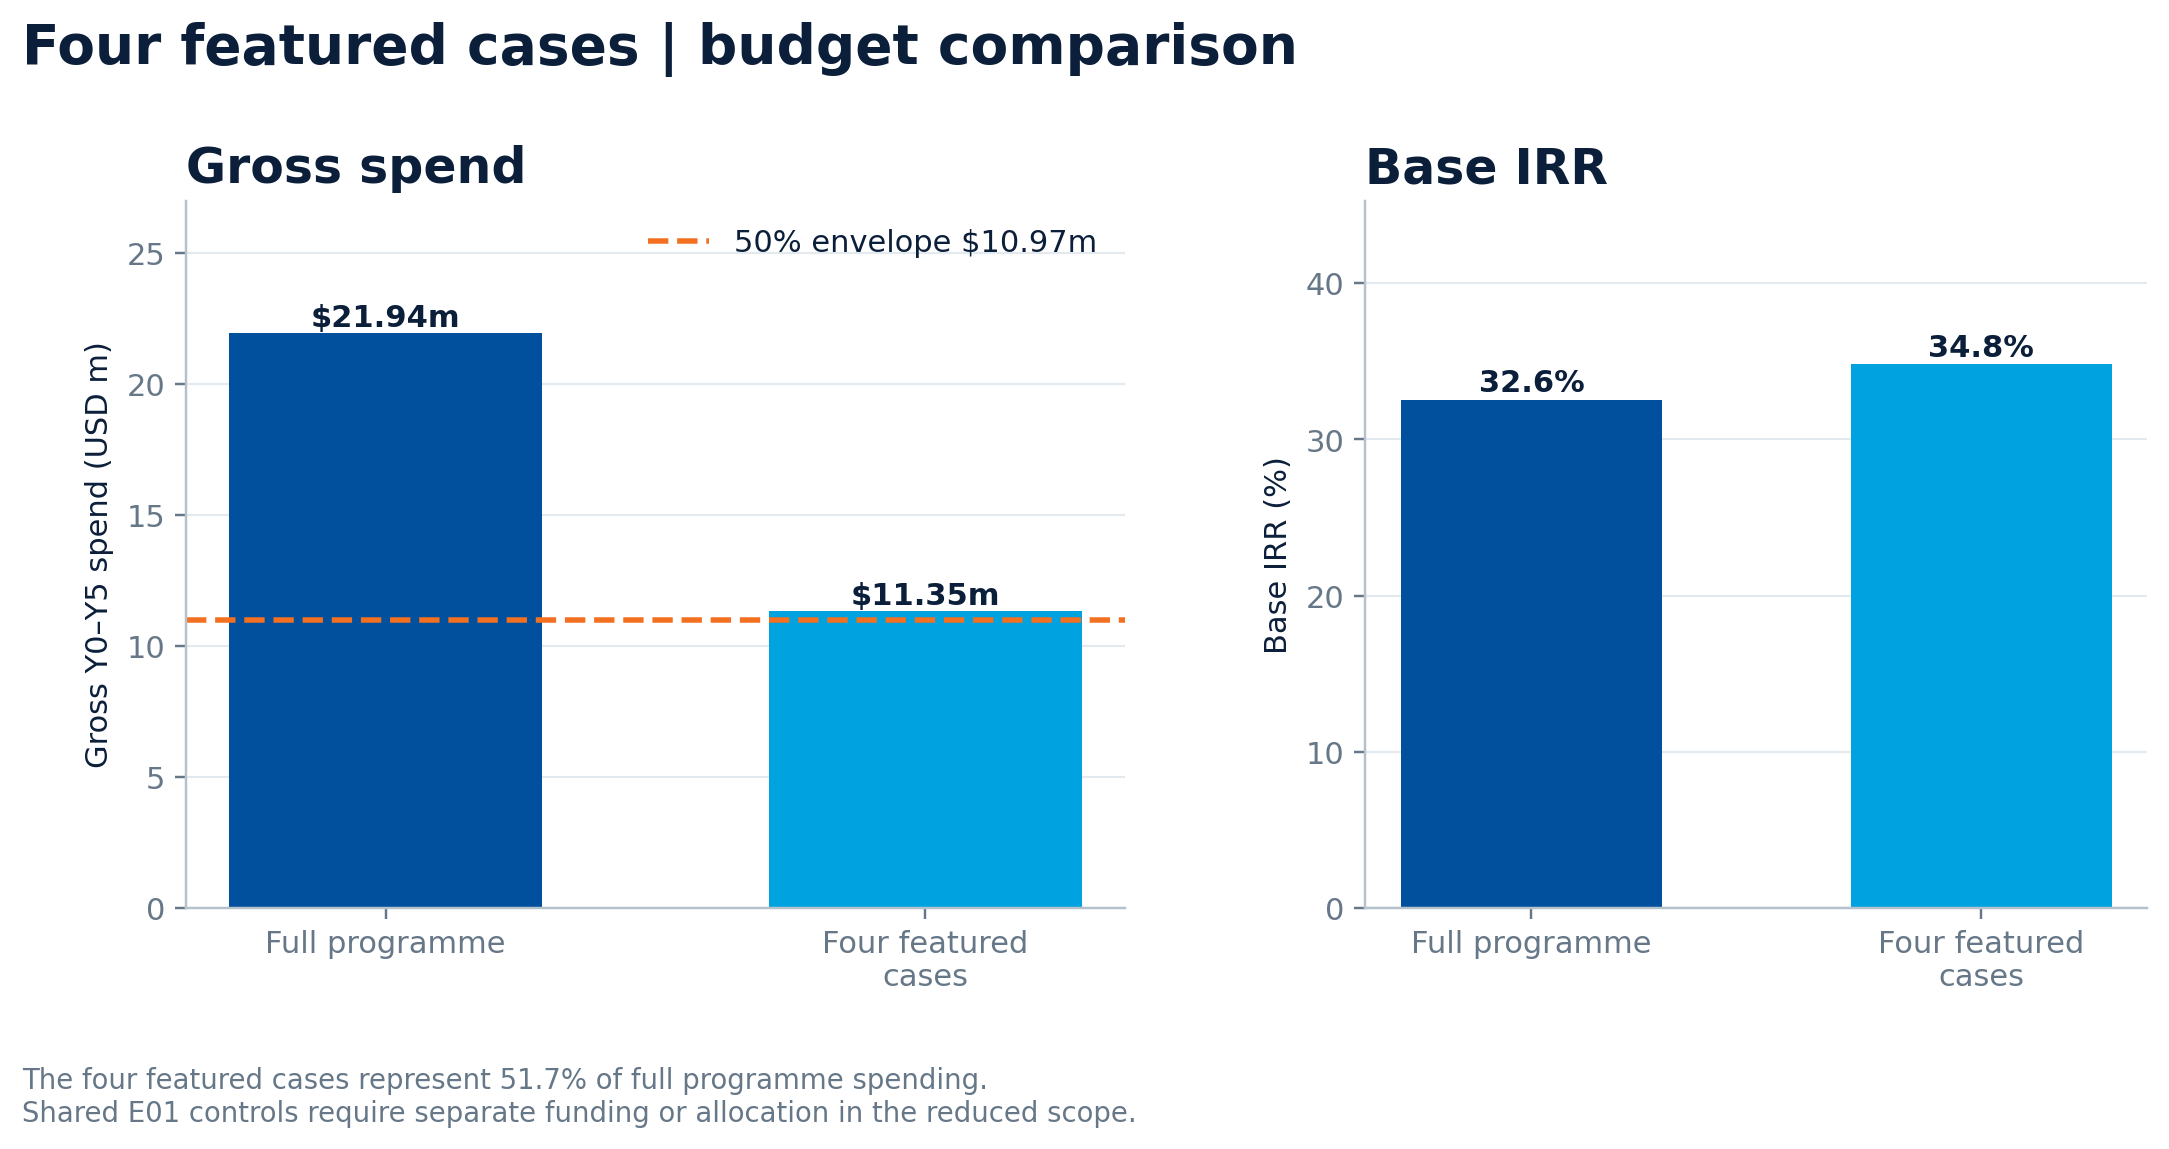 Four featured cases | budget comparison
Gross spend
50% envelope $10.97m
Gross Y0–Y5 spend (USD m)
25
20
15
10
5
0
$21.94m
$11.35m
Full programme
Four featured
cases
Base IRR
Base IRR (%)
40
30
20
10
0
32.6%
34.8%
Full programme
Four featured
cases
The four featured cases represent 51.7% of full programme spending.
Shared E01 controls require separate funding or allocation in the reduced scope.